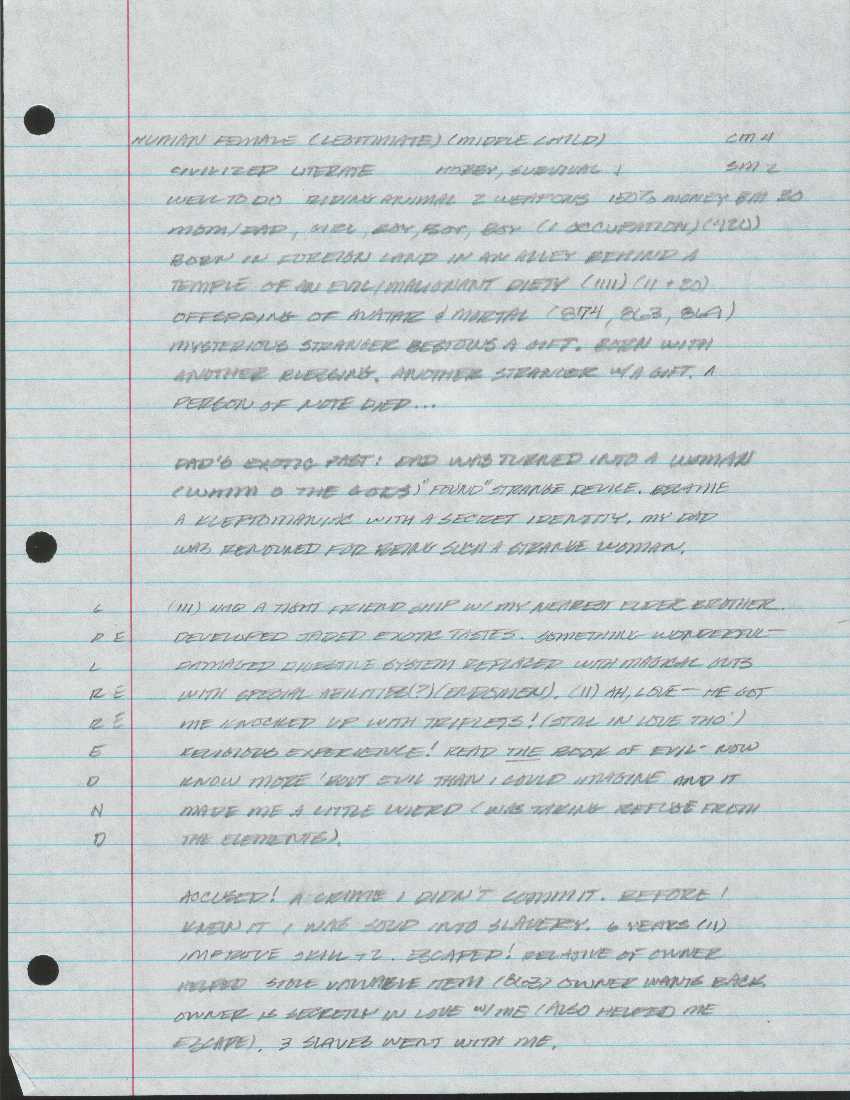 HUMAN FEMALE (LEGITIMATE) (MIDDLE CHILD) CM 4
CIVILIZED LITERATE HOBBY, SURVIVAL 1 SM 2
WELL TO DO RIDING ANIMAL 2 WEAPONS 150% MONEY BM 30
MOM/DAD, GIRL, BOY, BOY, BOY (1 OCCUPATION) (420)
BORN IN FOREIGN LAND IN AN ALLEY BEHIND A
TEMPLE OF AN EVIL/MALIGNANT DIETY (1111) (11 + 20)
OFFSPRING OF AVATAR & MORTAL (874, 863, 869)
MYSTERIOUS STRANGER BESTOWS A GIFT. BORN WITH
ANOTHER BLESSING. ANOTHER STRANGER W/A GIFT. A
PERSON OF NOTE DIED...
DAD'S EXOTIC PAST! DAD WAS TURNED INTO A WOMAN
(WHIM O THE GODS) "FOUND" STRANGE DEVICE. BECAME
A KLEPTOMANIAC WITH A SECRET IDENTITY. MY DAD
WAS RENOUNED FOR BEING SUCH A STRANGE WOMAN.
L (111) HAD A TIGHT FRIEND SHIP W/ MY NEAREST ELDER BROTHER.
P E DEVELOPED JADED EXOTIC TASTES. SOMETHING WONDERFUL-
L DAMAGED DIGESTIVE SYSTEM REPLACED WITH MAGICAL GUTS
R E WITH SPECIAL ABILITIES(?) (ENDSMEN). (11) AH, LOVE- HE GOT
R E ME KNOCKED UP WITH TRIPLETS! (STILL IN LOVE THO')
E RELIGIOUS EXPERIENCE! READ THE BOOK OF EVIL- NOW
D KNOW MORE 'BOUT EVIL THAN I COULD IMAGINE AND IT
N MADE ME A LITTLE WIERD (WAS TAKING REFUGE FROM
D THE ELEMENTS).
ACCUSED! A CRIME I DIDN'T COMMIT. BEFORE I
KNEW IT I WAS SOLD INTO SLAVERY. 6 YEARS (11)
IMPROVE SKILL +2. ESCAPED! RELATIVE OF OWNER
HELPED STOLE VALUABLE ITEM (863) OWNER WANTS BACK
OWNER IS SECRETLY IN LOVE W/ME (ALSO HELPED ME
ESCAPE). 3 SLAVES WENT WITH ME.